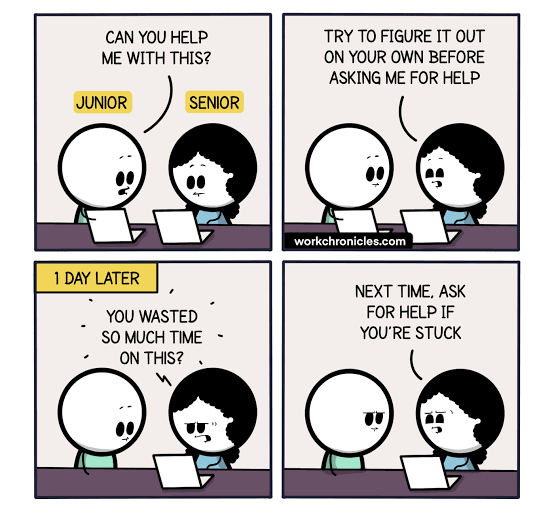 CAN YOU HELP
ME WITH THIS?
JUNIOR
SENIOR
TRY TO FIGURE IT OUT
ON YOUR OWN BEFORE
ASKING ME FOR HELP
workchronicles.com
1 DAY LATER
YOU WASTED
SO MUCH TIME
ON THIS?
NEXT TIME, ASK
FOR HELP IF
YOU'RE STUCK